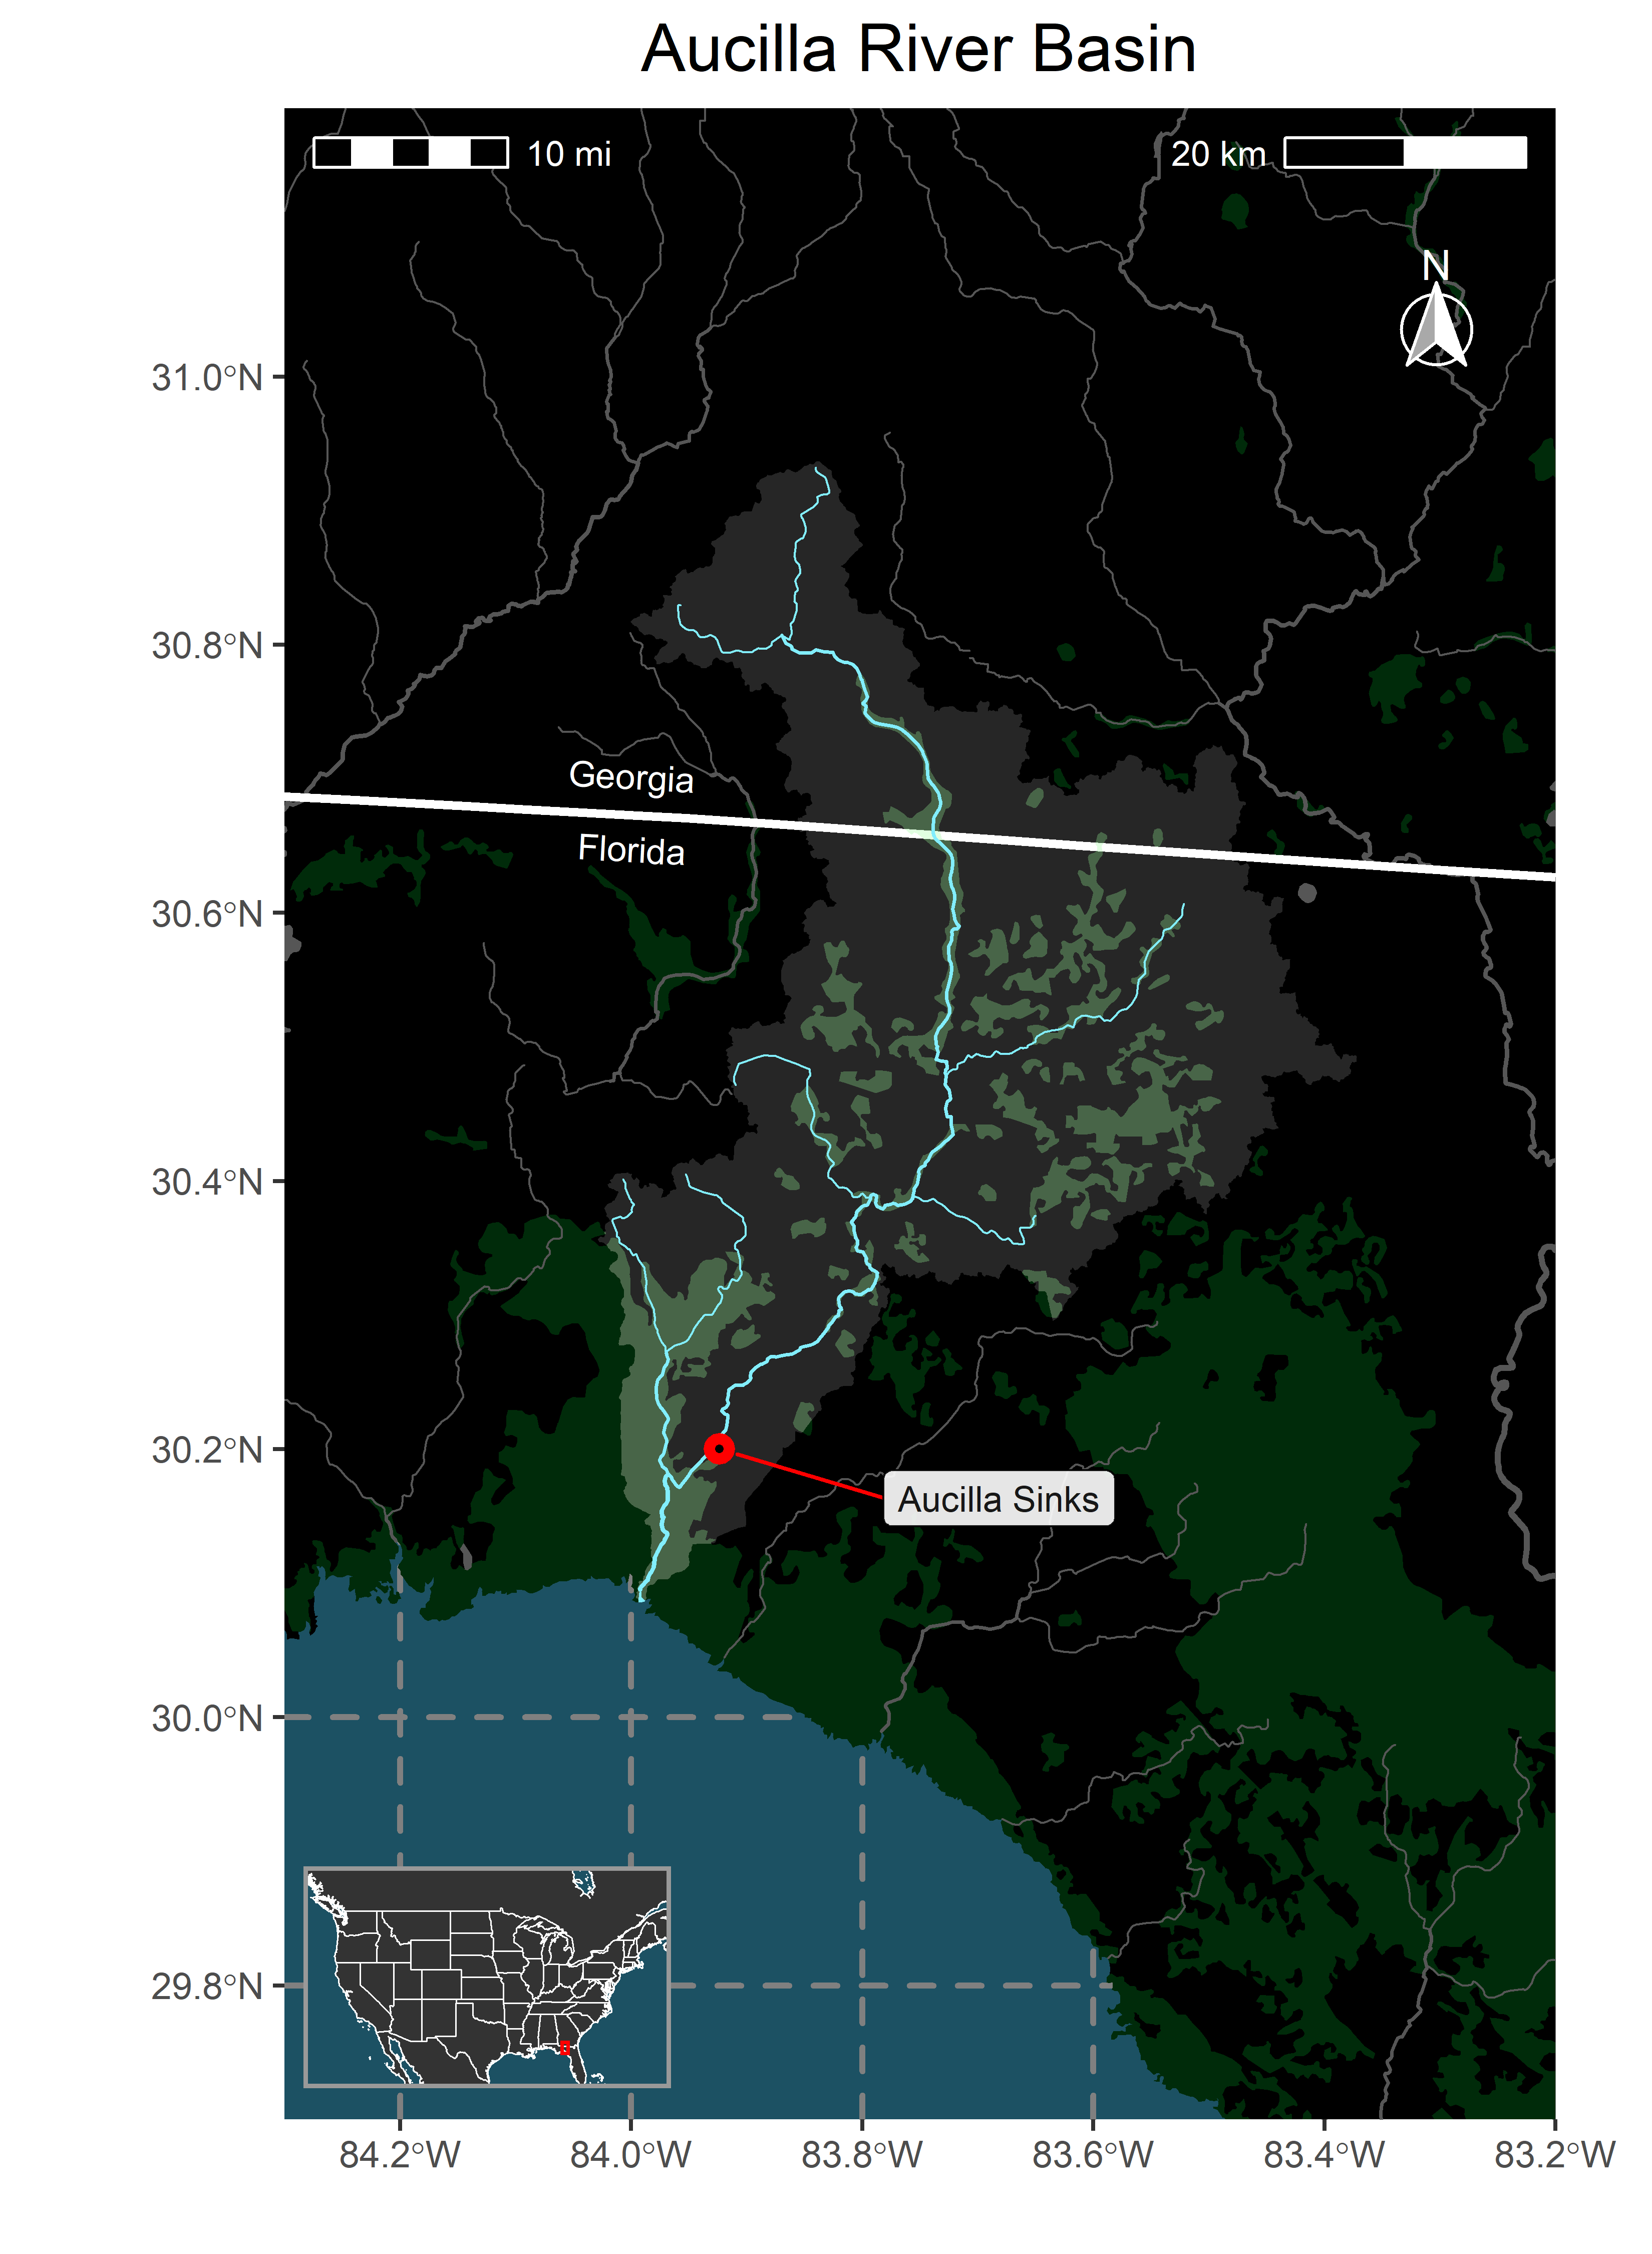 Aucilla River Basin
10 mi
20 km
N
31.0°N
30.8°N
Georgia
Florida
30.6°N
30.4°N
30.2°N
Aucilla Sinks
30.0°N
29.8°N
84.2°W
84.0°W
83.8°W
83.6°W
83.4°W
83.2°W